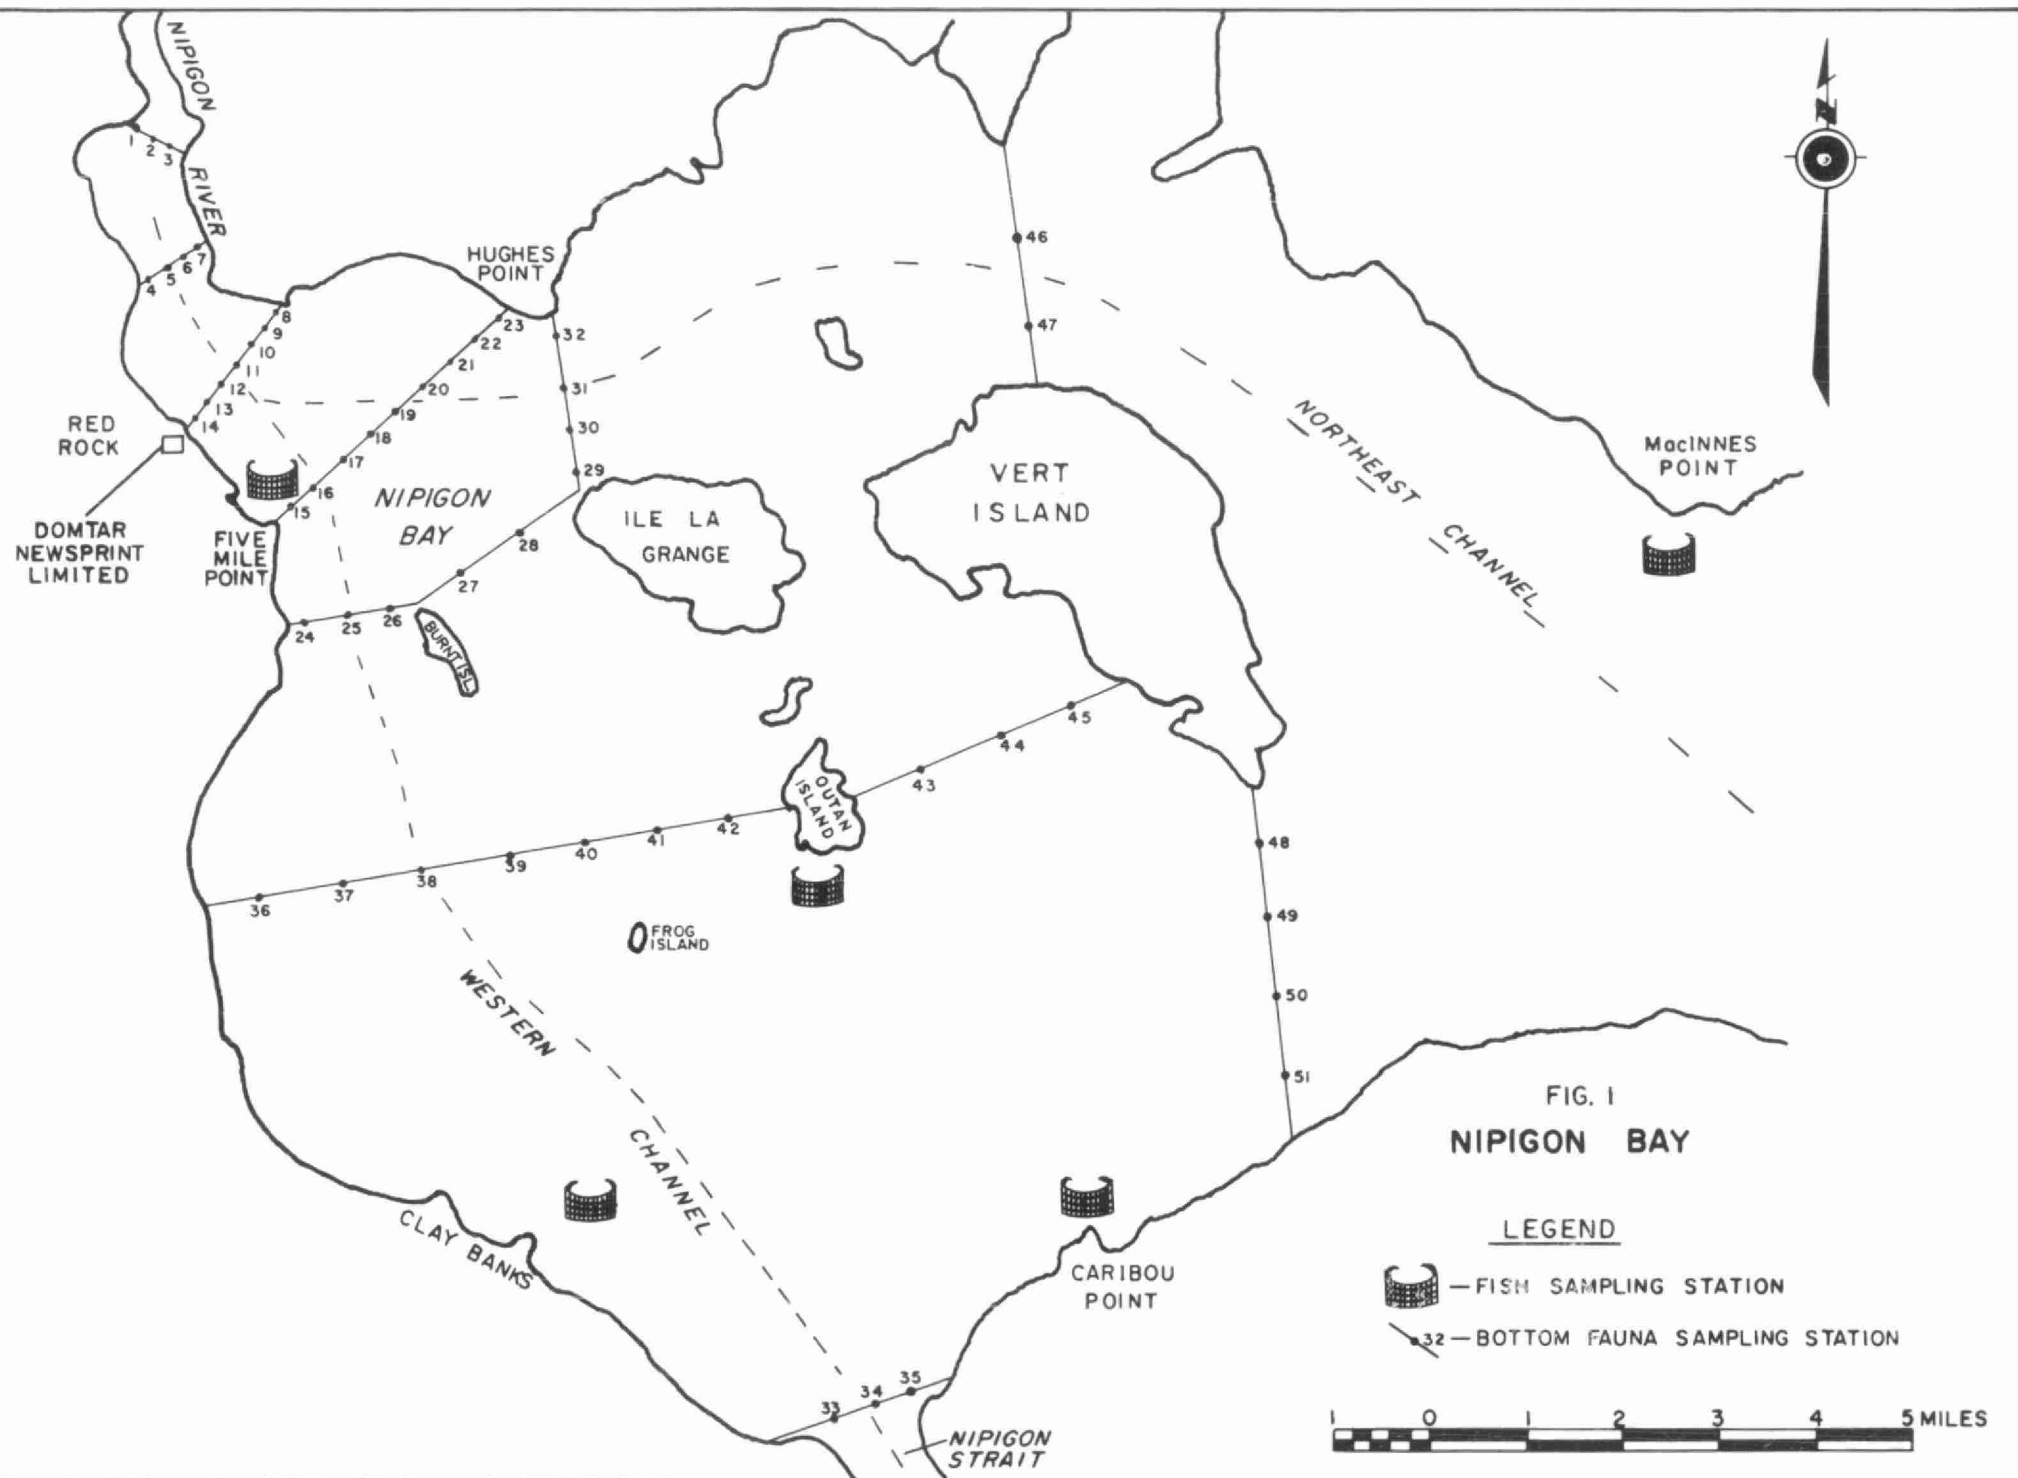 NIPIGON
RIVER
N
1
2
3
4
5
6
7
8
9
10
11
12
13
14
HUGHES
POINT
23
22
21
20
19
18
17
16
15
32
31
30
29
28
27
26
25
24
46
47
RED
ROCK
DOMTAR
NEWSPRINT
LIMITED
FIVE
MILE
POINT
NIPIGON
BAY
ILE LA
GRANGE
VERT
ISLAND
BURNT ISL.
NORTHEAST CHANNEL
MacINNES
POINT
OUTAN
ISLAND
36
37
38
39
40
41
42
43
44
45
48
49
50
51
FROG
ISLAND
WESTERN
CHANNEL
CLAY BANKS
CARIBOU
POINT
33
34
35
NIPIGON
STRAIT
FIG. 1
NIPIGON BAY
LEGEND
—FISH SAMPLING STATION
32—BOTTOM FAUNA SAMPLING STATION
1 0 1 2 3 4 5 MILES